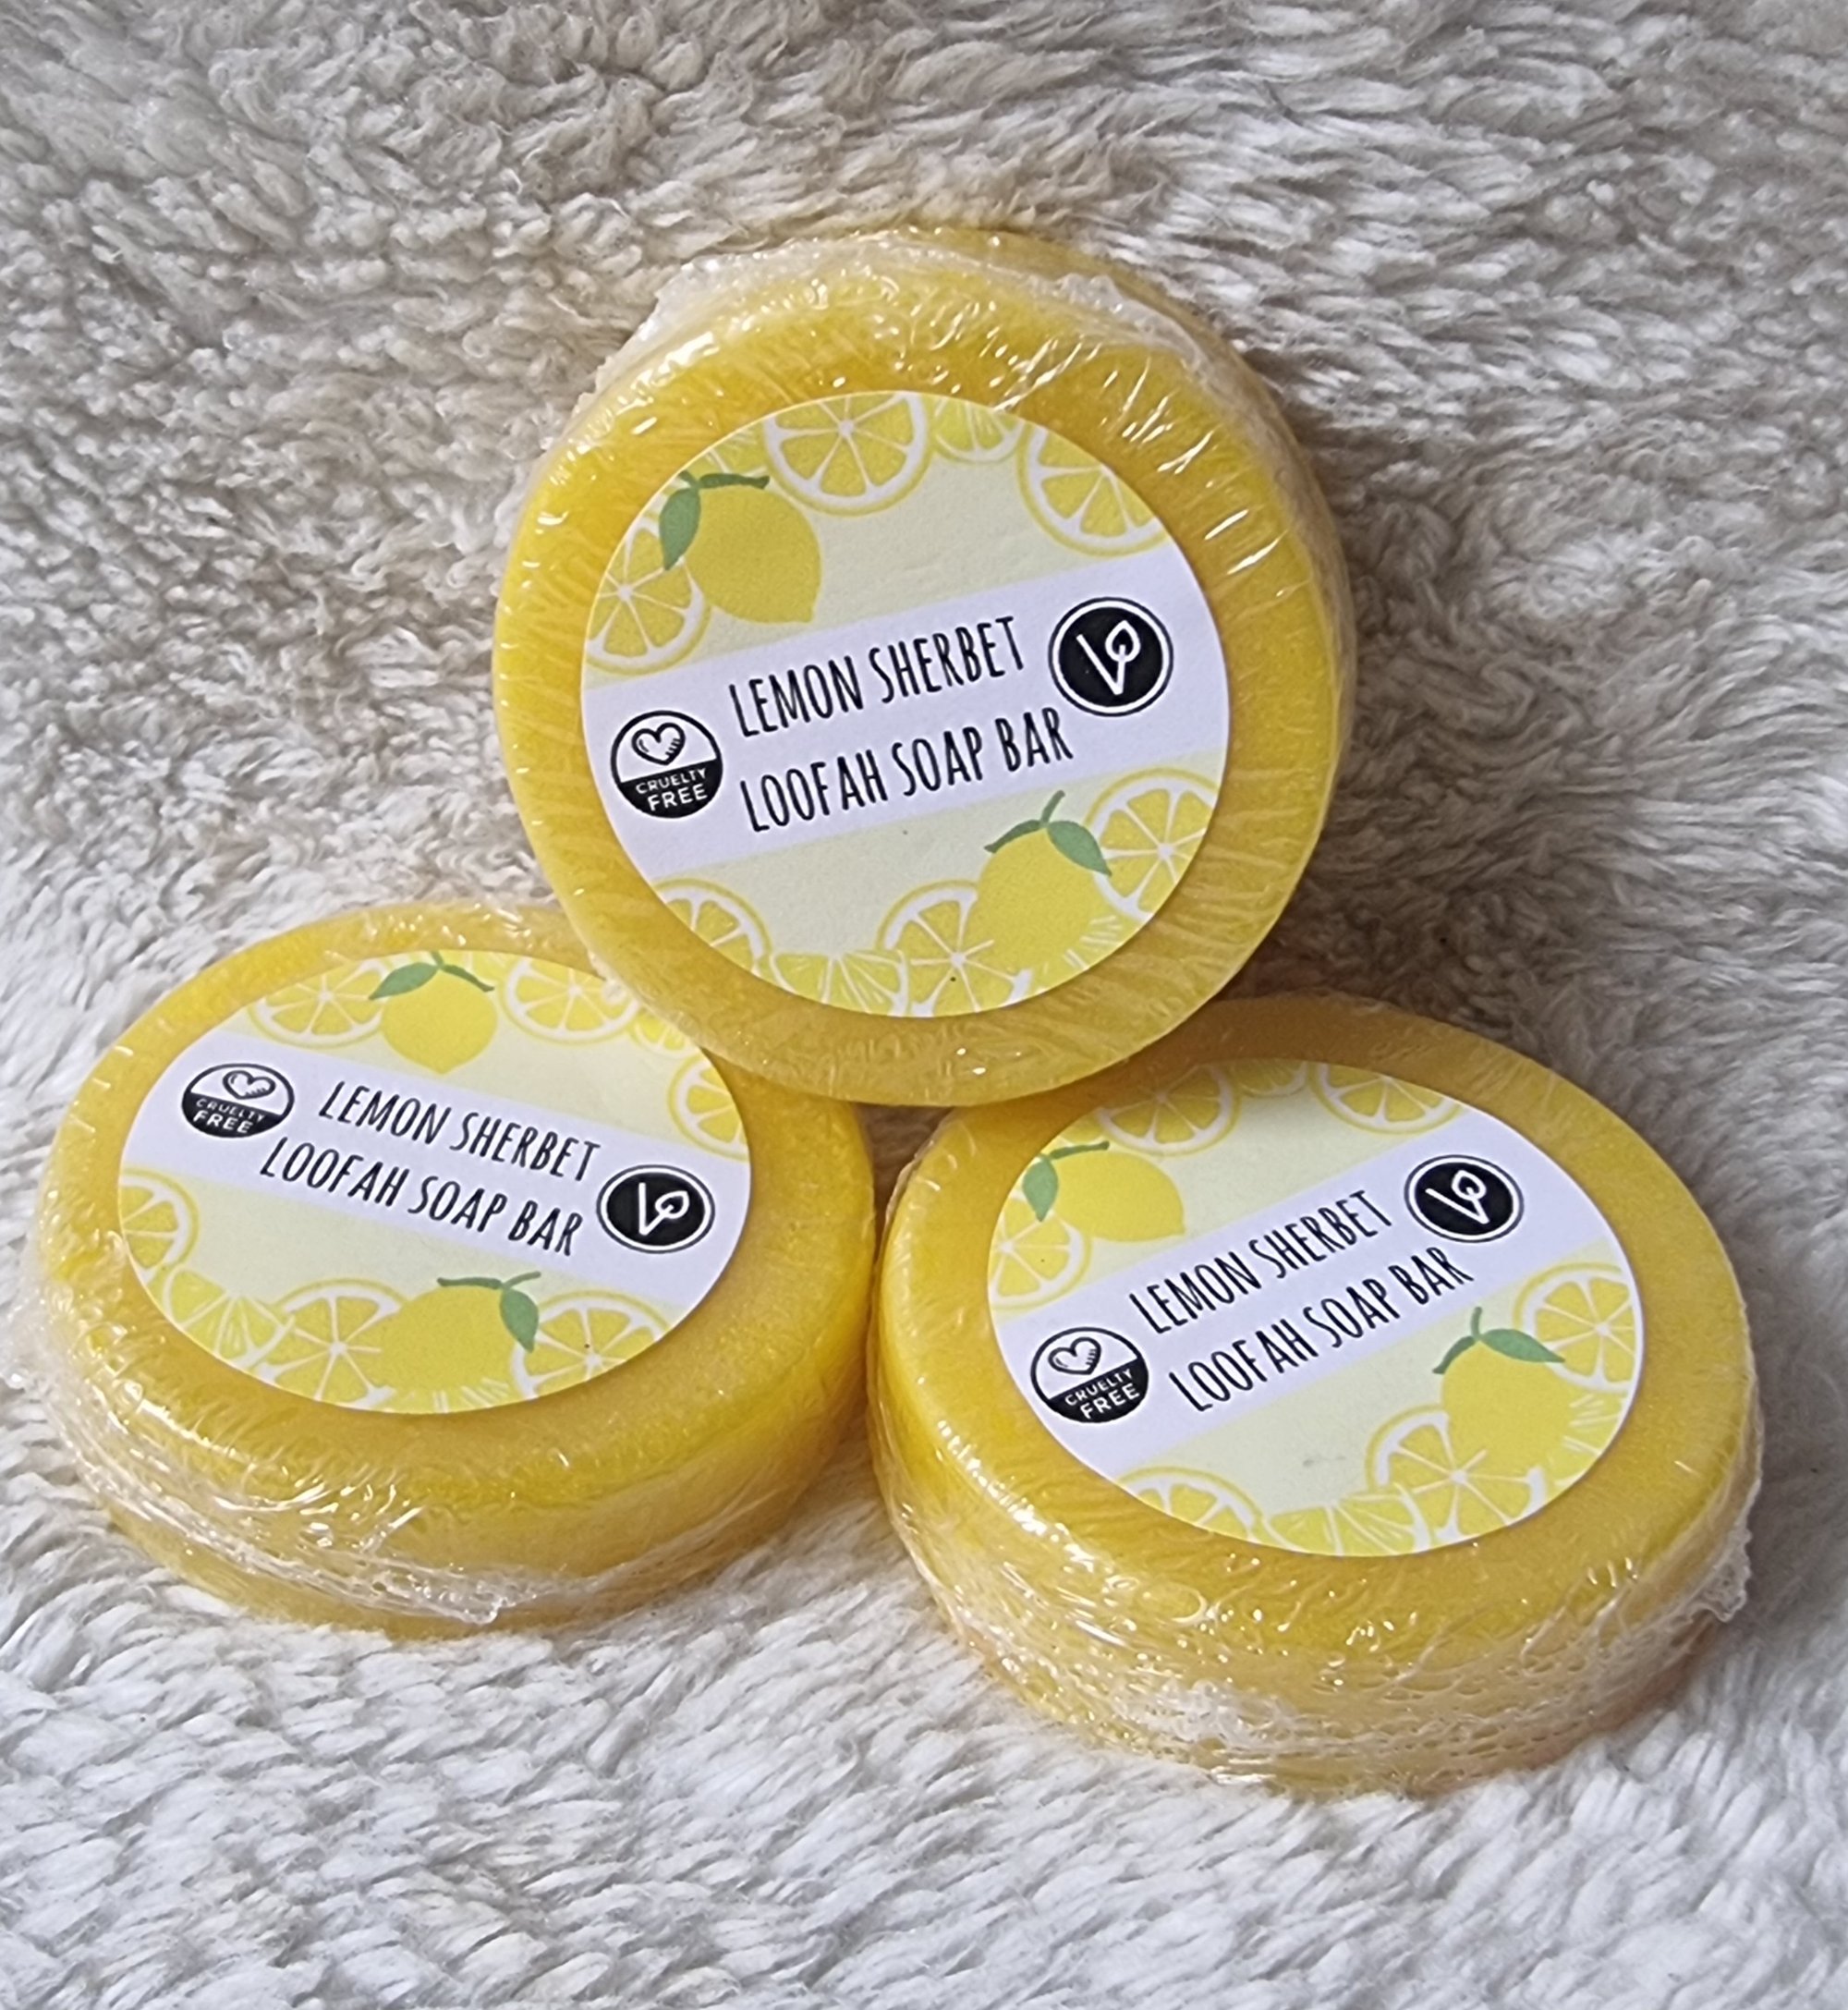 LEMON SHERBET
LOOFAH SOAP BAR
CRUELTY
FREE
V
LEMON SHERBET
LOOFAH SOAP BAR
CRUELTY
FREE
V
LEMON SHERBET
LOOFAH SOAP BAR
CRUELTY
FREE
V